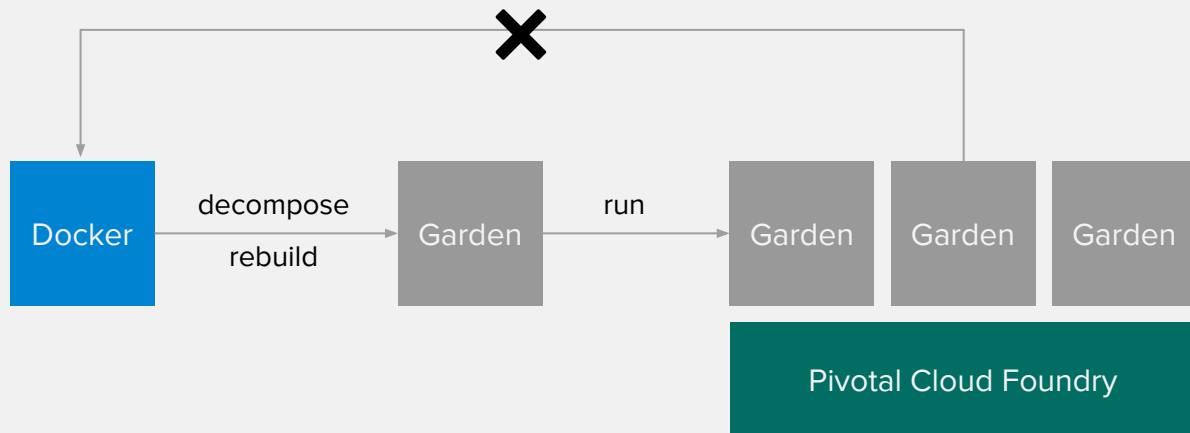 Docker
decompose
rebuild
Garden
run
Garden
Garden
Garden
Pivotal Cloud Foundry